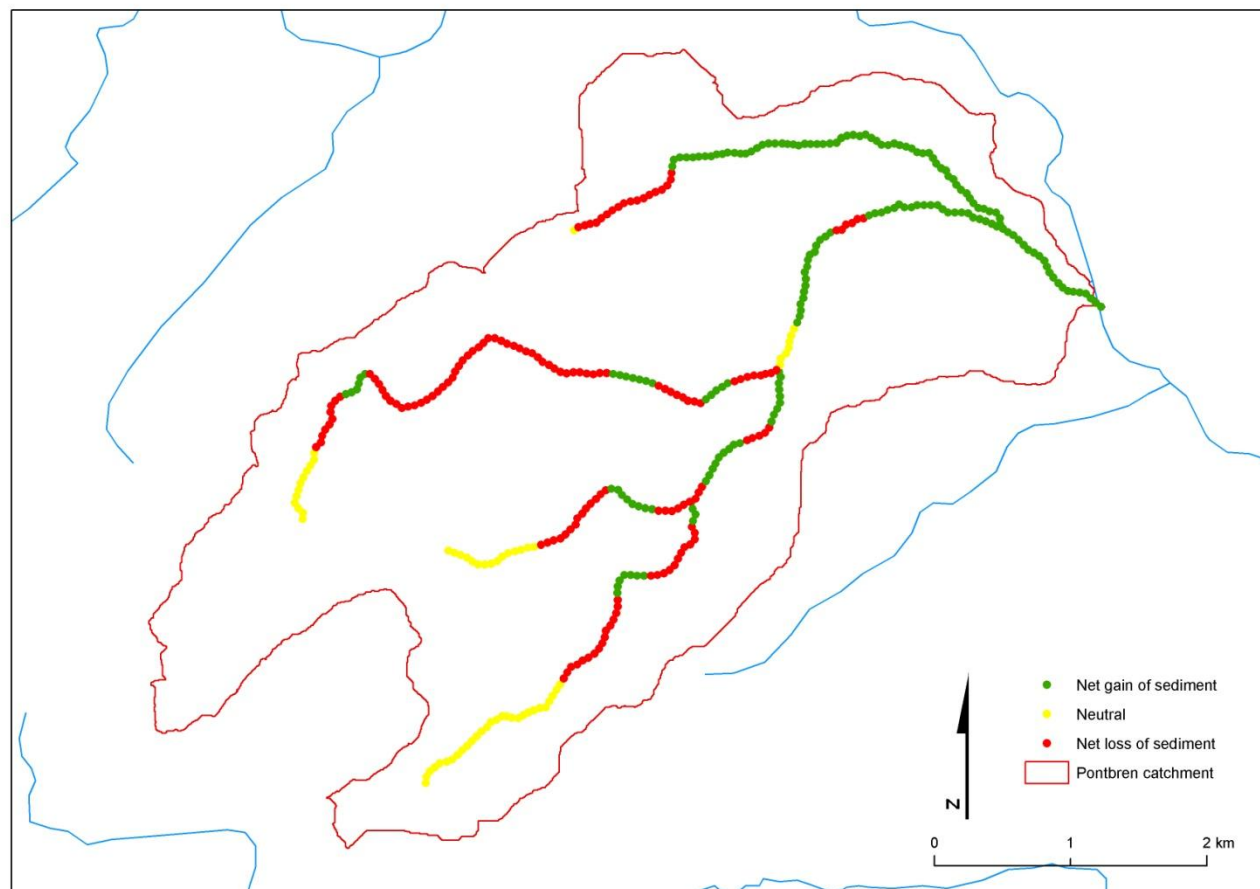 Net gain of sediment
Neutral
Net loss of sediment
Pontbren catchment
N
0 1 2 km